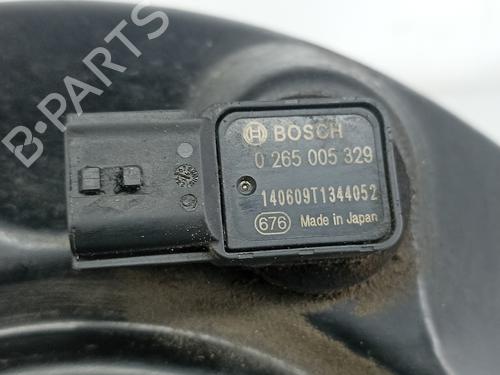 B-PARTS
BOSCH
0 265 005 329
140609T1344052
676 Made in Japan